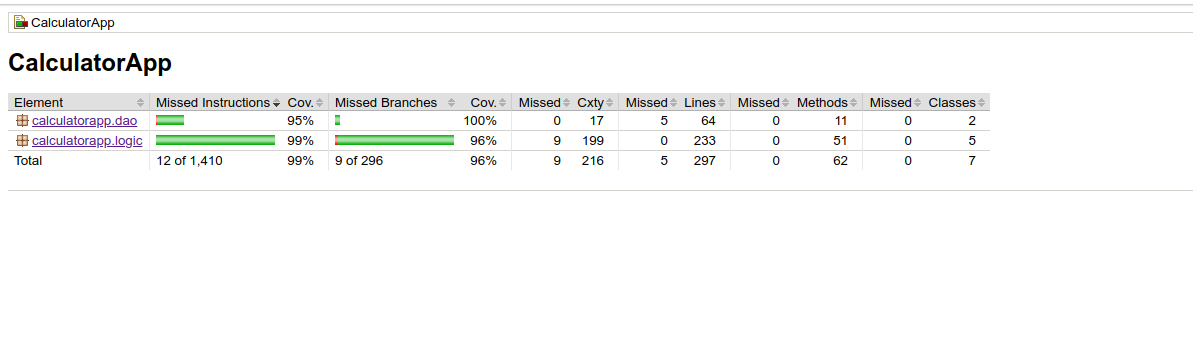 CalculatorApp
CalculatorApp
Element Missed Instructions Cov. Missed Branches Cov. Missed Cxty Missed Lines Missed Methods Missed Classes
calculatorapp.dao 95% 100% 0 17 5 64 0 11 0 2
calculatorapp.logic 99% 96% 9 199 0 233 0 51 0 5
Total 12 of 1,410 99% 9 of 296 96% 9 216 5 297 0 62 0 7